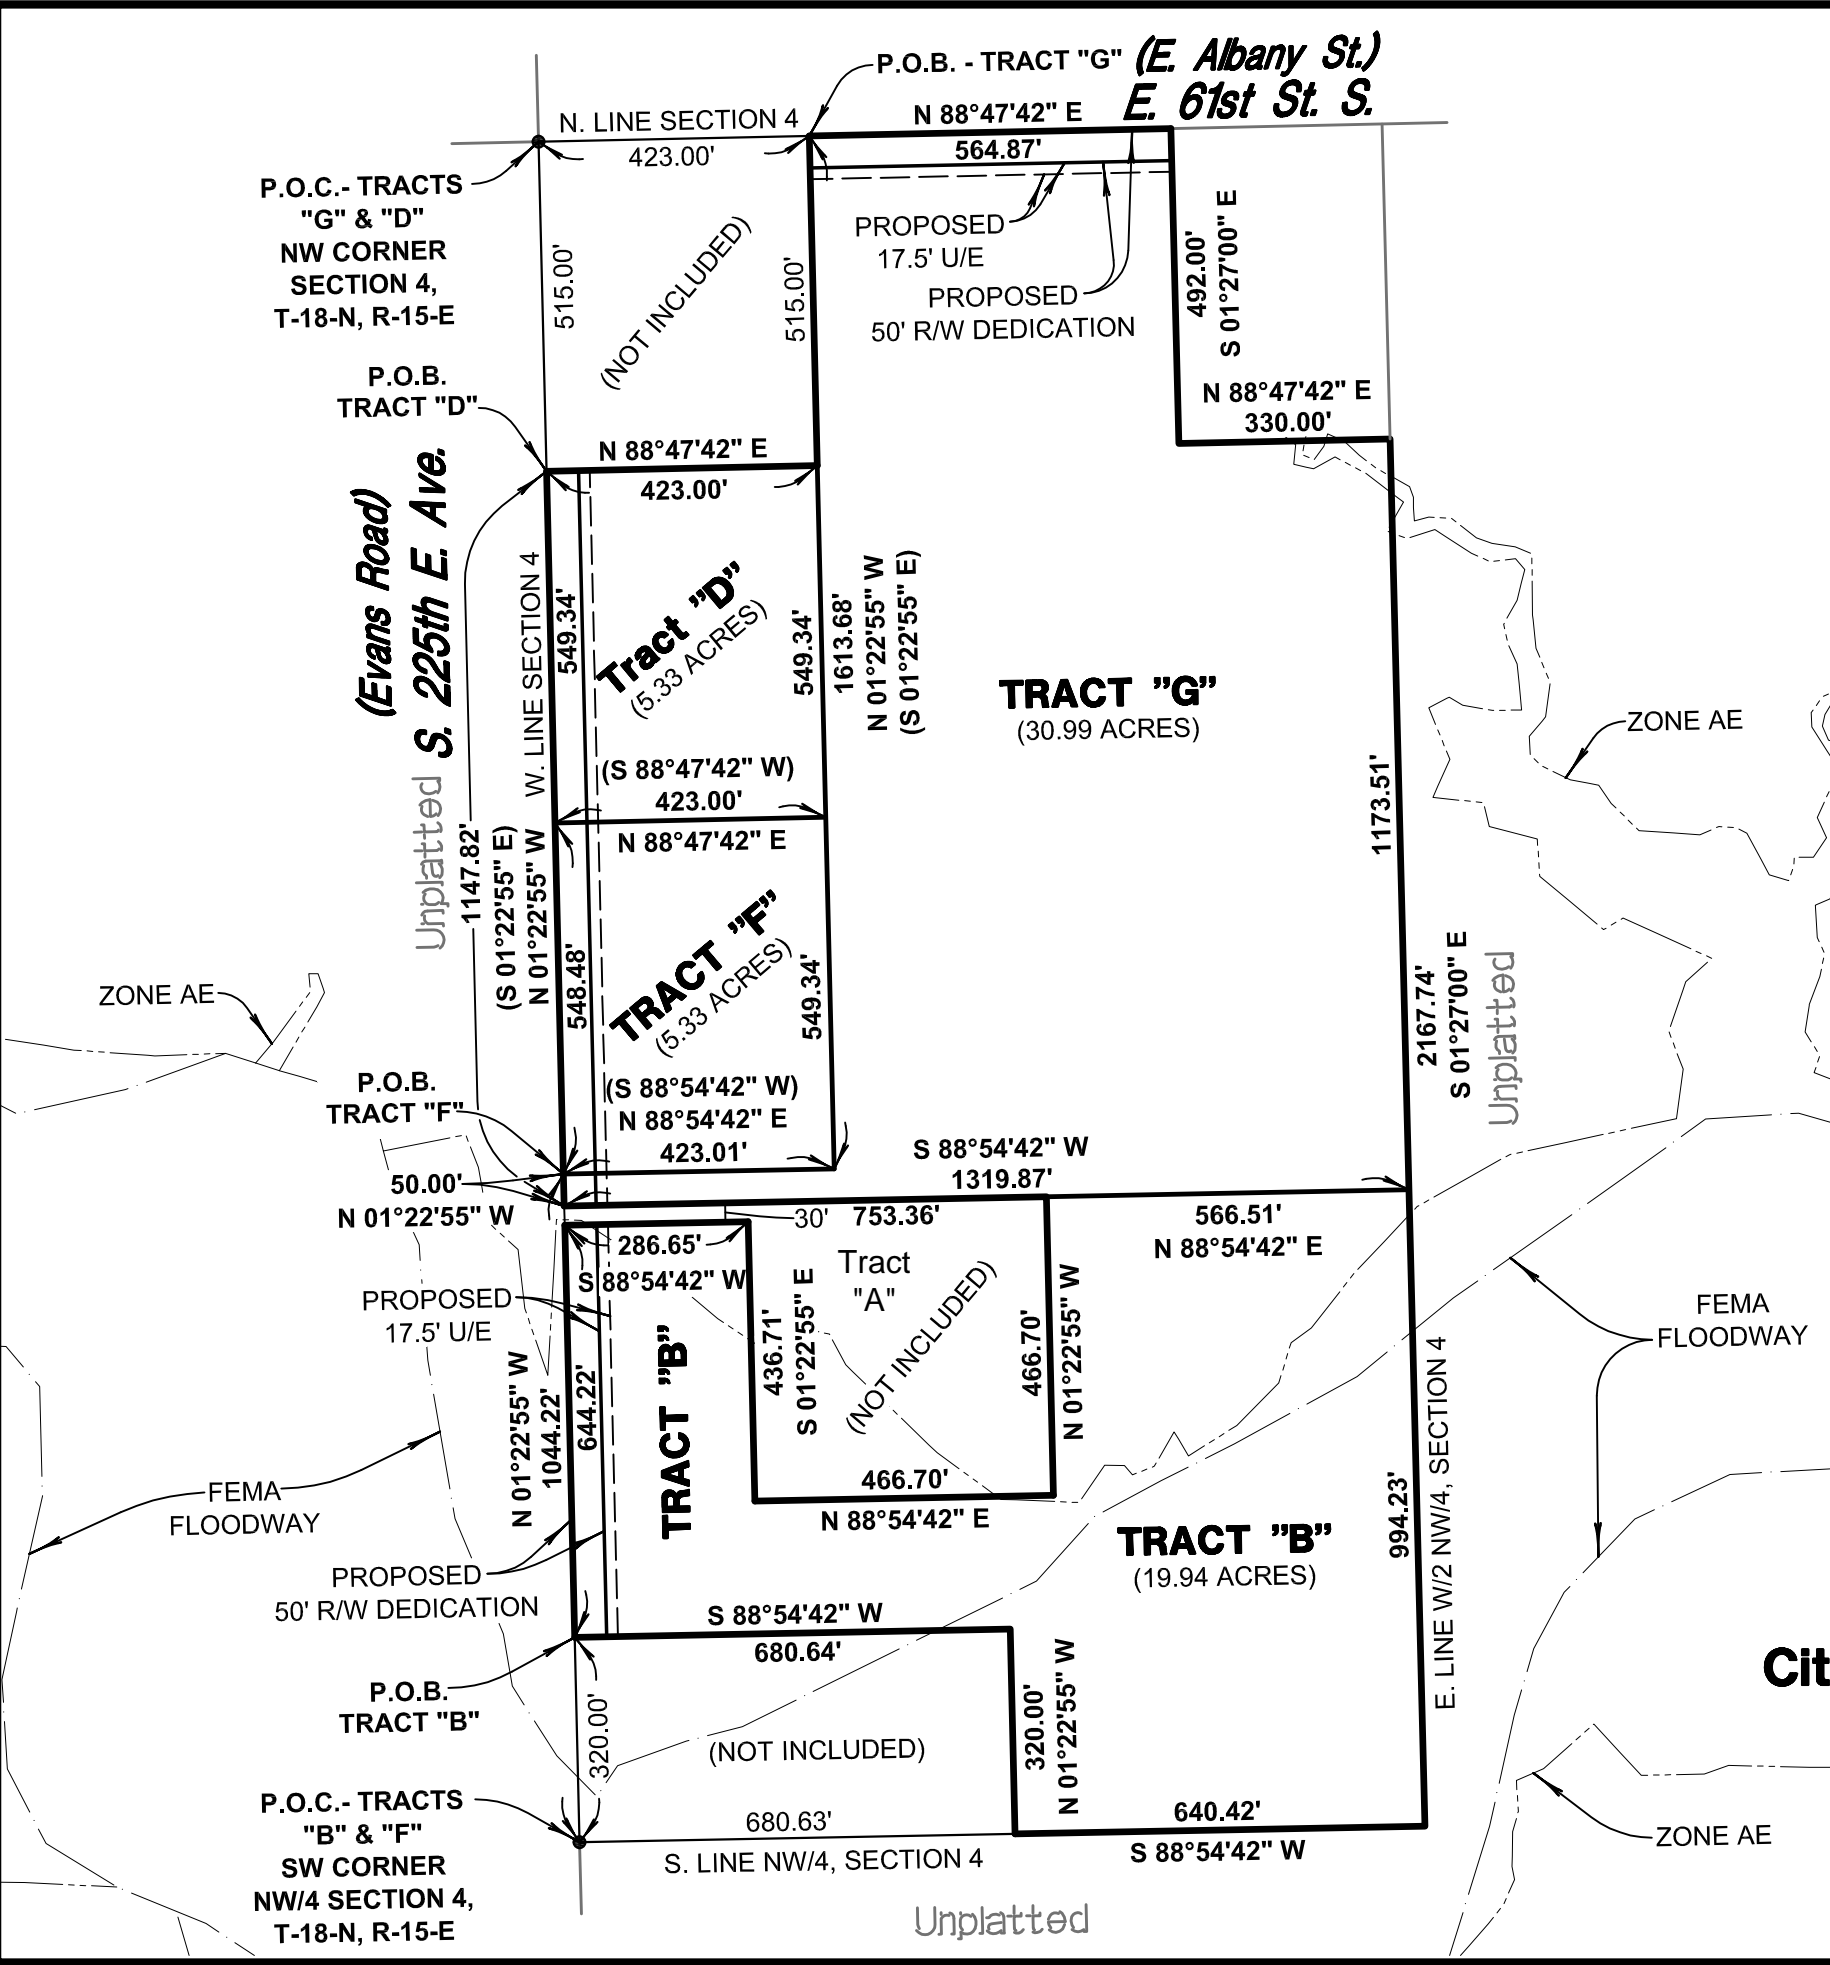 P.O.B. - TRACT "G"
(E. Albany St.)
E. 61st St. S.
N. LINE SECTION 4
423.00'
N 88°47'42" E
564.87'
P.O.C.- TRACTS
"G" & "D"
NW CORNER
SECTION 4,
T-18-N, R-15-E
515.00'
(NOT INCLUDED)
515.00'
PROPOSED
17.5' U/E
PROPOSED
50' R/W DEDICATION
492.00'
S 01°27'00" E
N 88°47'42" E
330.00'
P.O.B.
TRACT "D"
N 88°47'42" E
423.00'
(Evans Road)
S. 225th E. Ave.
Unplatted
W. LINE SECTION 4
549.34'
Tract "D"
(5.33 ACRES)
549.34'
1613.68'
N 01°22'55" W
(S 01°22'55" E)
TRACT "G"
(30.99 ACRES)
ZONE AE
1173.51'
(S 88°47'42" W)
423.00'
N 88°47'42" E
1147.82'
(S 01°22'55" E)
N 01°22'55" W
548.48'
TRACT "F"
(5.33 ACRES)
549.34'
2167.74'
S 01°27'00" E
Unplatted
ZONE AE
P.O.B.
TRACT "F"
(S 88°54'42" W)
N 88°54'42" E
423.01'
S 88°54'42" W
1319.87'
50.00'
N 01°22'55" W
30'
753.36'
566.51'
N 88°54'42" E
286.65'
S 88°54'42" W
Tract
"A"
(NOT INCLUDED)
PROPOSED
17.5' U/E
436.71'
S 01°22'55" E
466.70'
N 01°22'55" W
FEMA
FLOODWAY
N 01°22'55" W
1044.22'
644.22'
TRACT "B"
466.70'
N 88°54'42" E
FEMA
FLOODWAY
TRACT "B"
(19.94 ACRES)
994.23'
E. LINE W/2 NW/4, SECTION 4
PROPOSED
50' R/W DEDICATION
S 88°54'42" W
680.64'
P.O.B.
TRACT "B"
320.00'
(NOT INCLUDED)
320.00'
N 01°22'55" W
Cit
P.O.C.- TRACTS
"B" & "F"
SW CORNER
NW/4 SECTION 4,
T-18-N, R-15-E
680.63'
S. LINE NW/4, SECTION 4
640.42'
S 88°54'42" W
ZONE AE
Unplatted